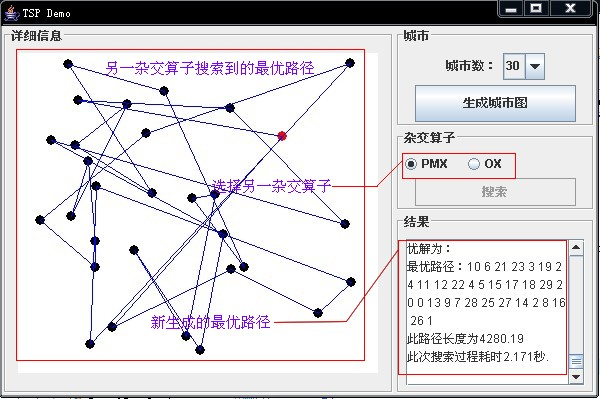 TSP Demo
详细信息
另一杂交算子搜索到的最优路径
选择另一杂交算子
新生成的最优路径
城市
城市数： 30
生成城市图
杂交算子
PMX OX
搜索
结果
优解为：
最优路径：10 6 21 23 3 19 2
4 11 12 22 4 5 15 17 18 29 2
0 0 13 9 7 28 25 27 14 2 8 16
26 1
此路径长度为4280.19
此次搜索过程耗时2.171秒.